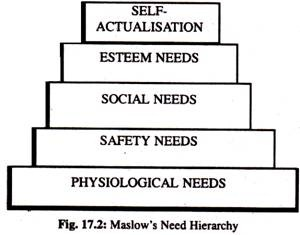 SELF-
ACTUALISATION
ESTEEM NEEDS
SOCIAL NEEDS
SAFETY NEEDS
PHYSIOLOGICAL NEEDS
Fig. 17.2: Maslow's Need Hierarchy